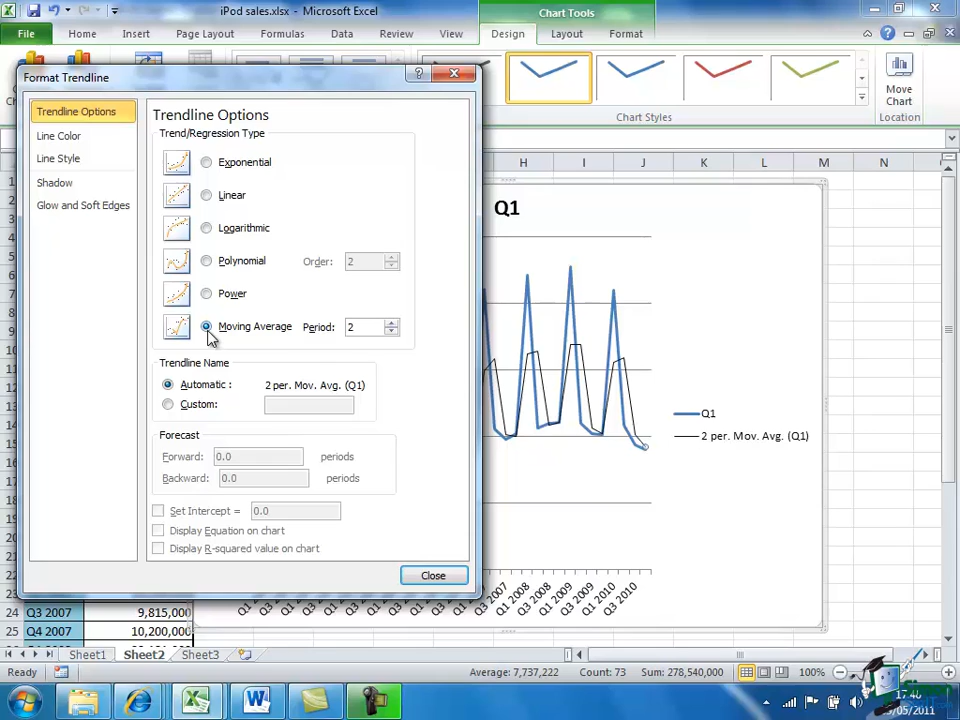 iPod sales.xlsx - Microsoft Excel
Chart Tools
File Home Insert Page Layout Formulas Data Review View Design Layout Format
Format Trendline
Move
Chart
Chart Styles
Location
Trendline Options
Line Color
Line Style
Shadow
Glow and Soft Edges
Trendline Options
Trend/Regression Type
Exponential
Linear
Logarithmic
Polynomial Order: 2
Power
Moving Average Period: 2
Trendline Name
Automatic : 2 per. Mov. Avg. (Q1)
Custom:
Forecast
Forward: 0.0 periods
Backward: 0.0 periods
Set Intercept = 0.0
Display Equation on chart
Display R-squared value on chart
Close
H I J K L M N
Q1
Q1
2 per. Mov. Avg. (Q1)
Q3 2007
Q1 2008
Q3 2008
Q1 2009
Q3 2009
Q1 2010
Q3 2010
24 Q3 2007 9,815,000
25 Q4 2007 10,200,000
Sheet1 Sheet2 Sheet3
Ready Average: 7,737,222 Count: 73 Sum: 278,540,000 100%
17:40
/05/2011